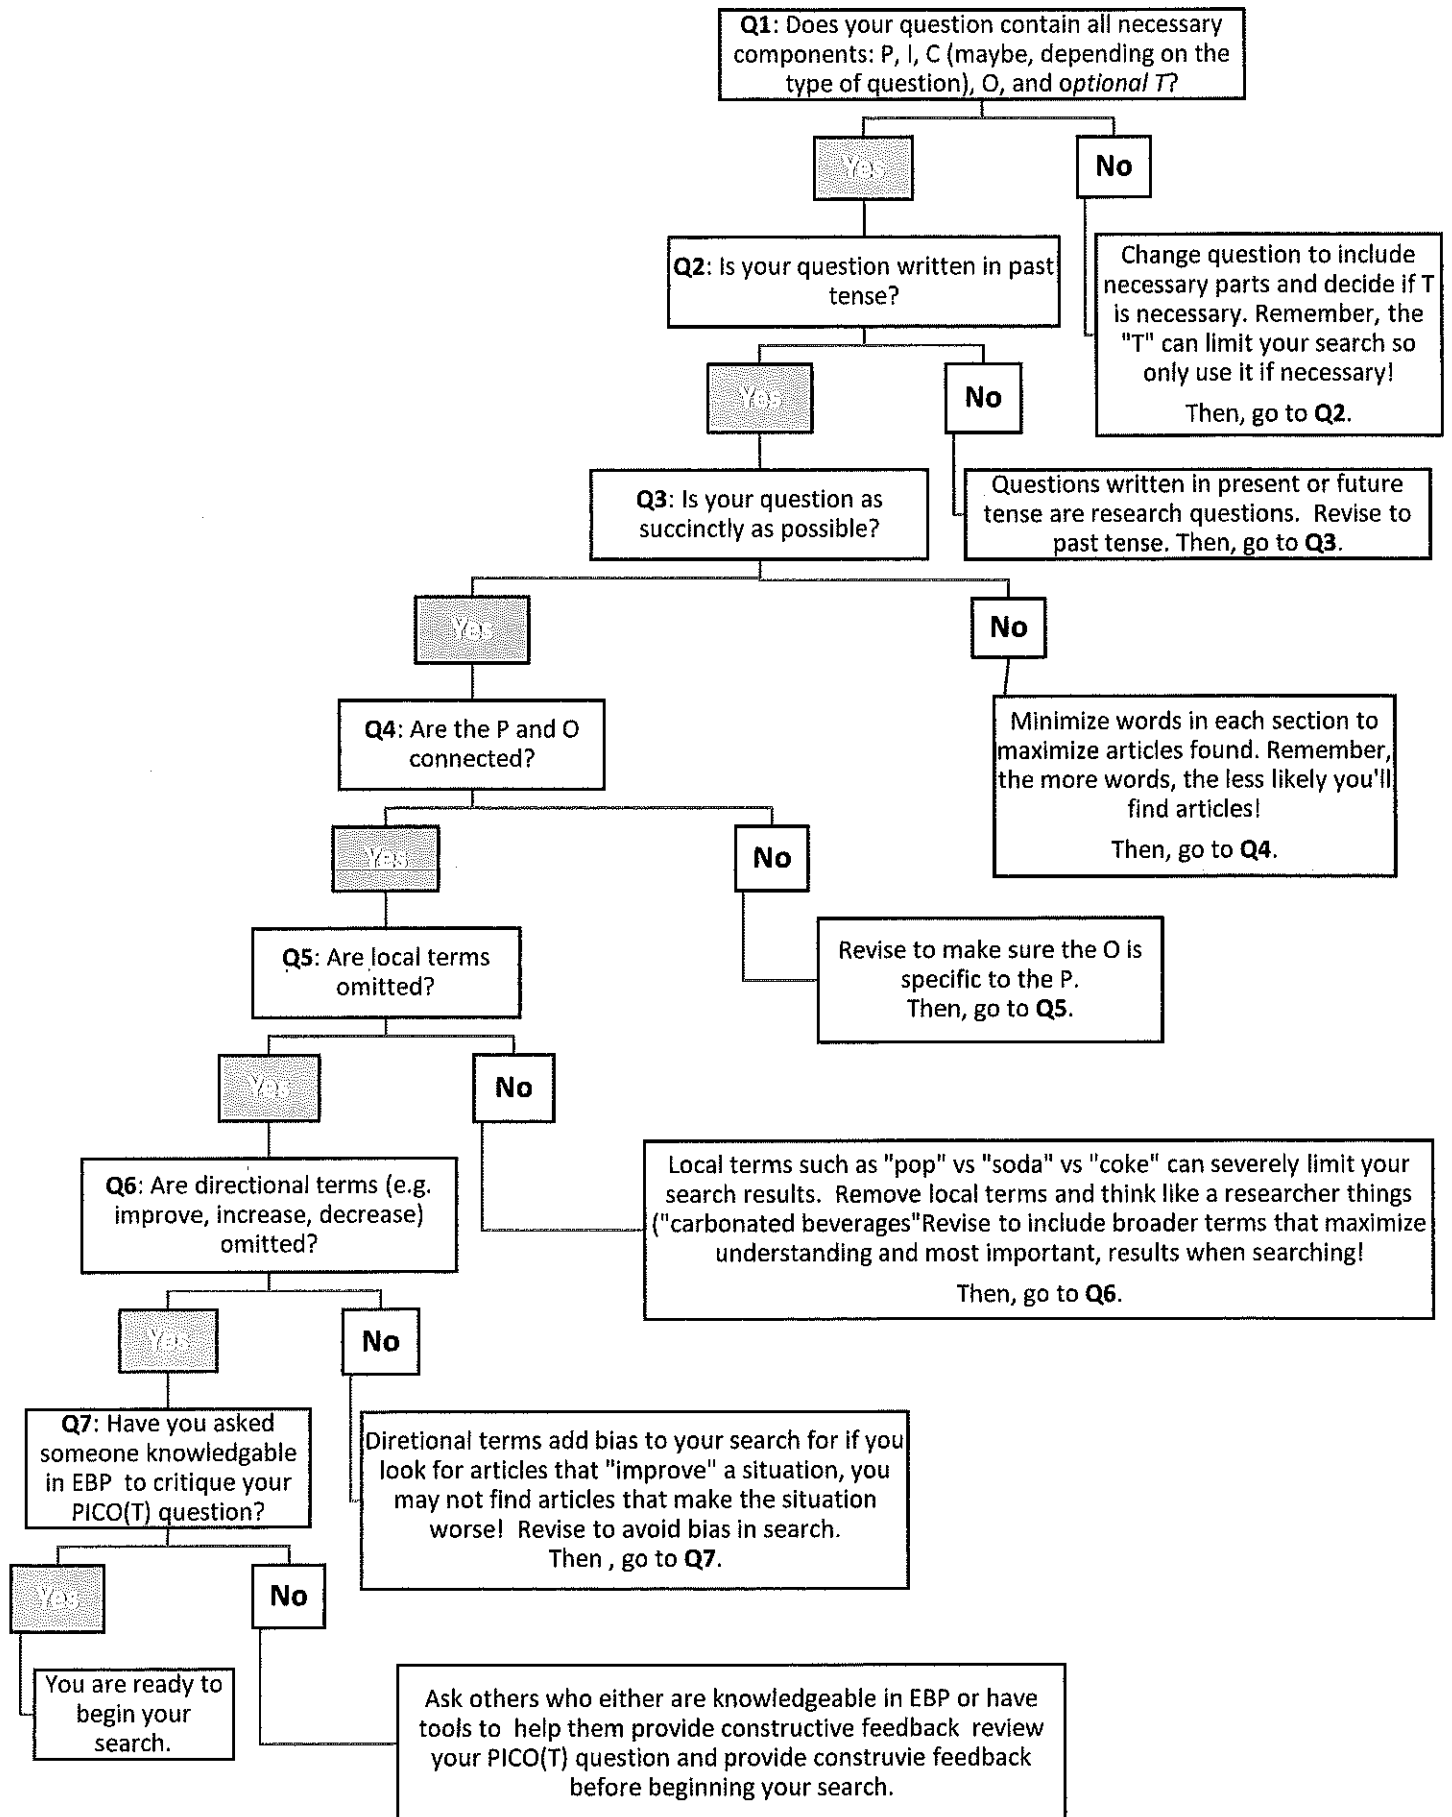 Q1: Does your question contain all necessary
components: P, I, C (maybe, depending on the
type of question), O, and optional T?
Yes
No
Q2: Is your question written in past
tense?
Change question to include
necessary parts and decide if T
is necessary. Remember, the
"T" can limit your search so
only use it if necessary!
Then, go to Q2.
Yes
No
Q3: Is your question as
succinctly as possible?
Questions written in present or future
tense are research questions. Revise to
past tense. Then, go to Q3.
Yes
No
Q4: Are the P and O
connected?
Minimize words in each section to
maximize articles found. Remember,
the more words, the less likely you'll
find articles!
Then, go to Q4.
Yes
No
Q5: Are local terms
omitted?
Revise to make sure the O is
specific to the P.
Then, go to Q5.
Yes
No
Q6: Are directional terms (e.g.
improve, increase, decrease)
omitted?
Local terms such as "pop" vs "soda" vs "coke" can severely limit your
search results. Remove local terms and think like a researcher things
("carbonated beverages"Revise to include broader terms that maximize
understanding and most important, results when searching!
Then, go to Q6.
Yes
No
Q7: Have you asked
someone knowledgable
in EBP to critique your
PICO(T) question?
Diretional terms add bias to your search for if you
look for articles that "improve" a situation, you
may not find articles that make the situation
worse! Revise to avoid bias in search.
Then , go to Q7.
Yes
No
You are ready to
begin your
search.
Ask others who either are knowledgeable in EBP or have
tools to help them provide constructive feedback review
your PICO(T) question and provide construvie feedback
before beginning your search.